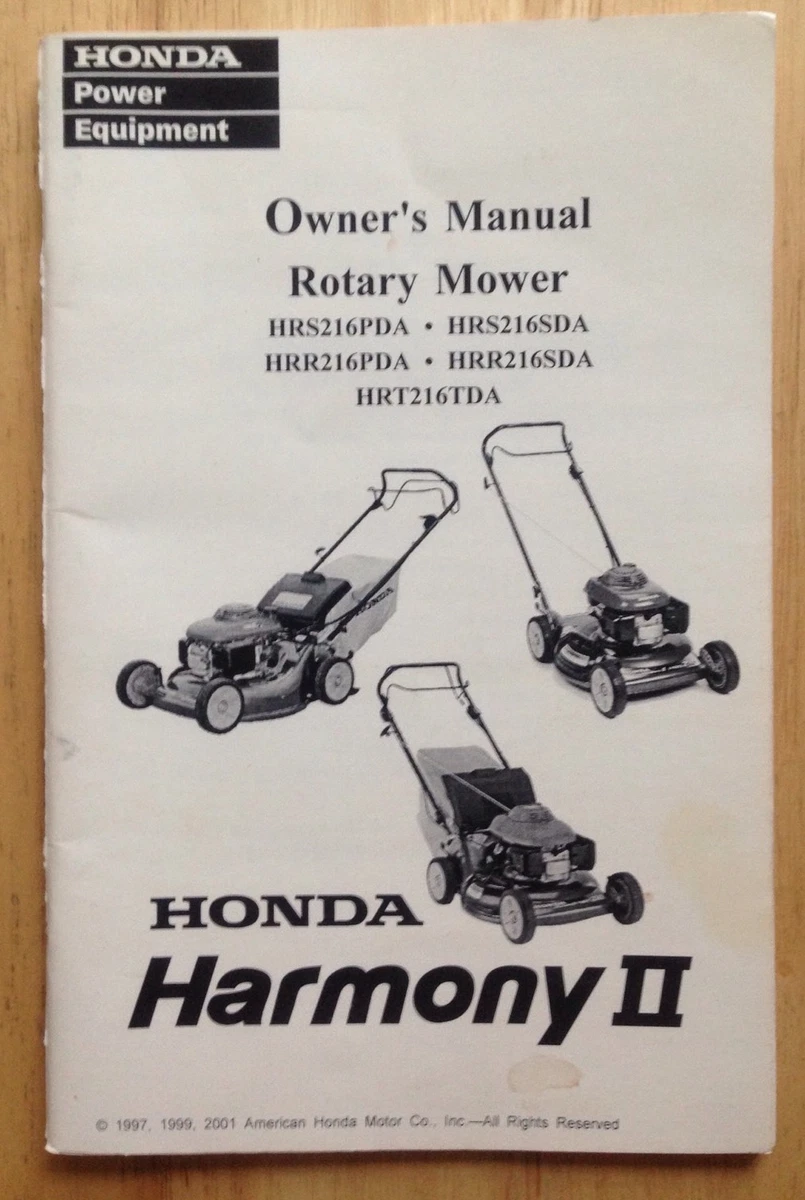 HONDA
Power
Equipment
Owner's Manual
Rotary Mower
HRS216PDA • HRS216SDA
HRR216PDA • HRR216SDA
HRT216TDA
HONDA
HONDA
Harmony II
© 1997, 1999, 2001 American Honda Motor Co., Inc.—All Rights Reserved